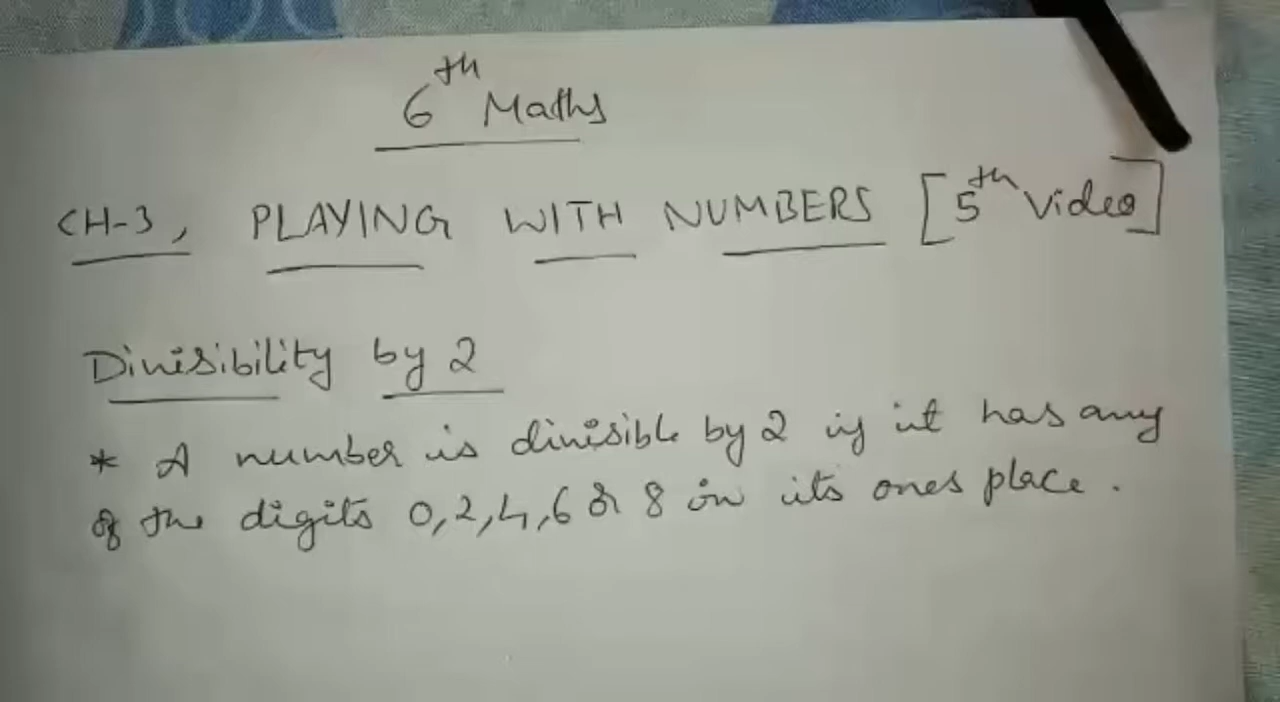 6th Maths
CH-3, PLAYING WITH NUMBERS [5th Video]
Divisibility by 2
* A number is divisible by 2 if it has any
of the digits 0,2,4,6 or 8 in its ones place.